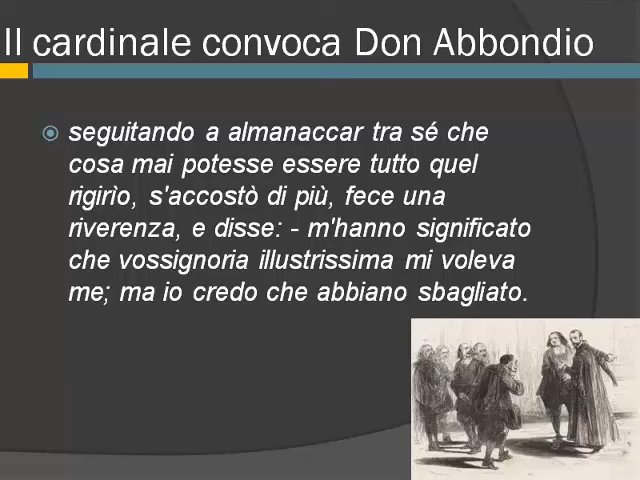 Il cardinale convoca Don Abbondio
seguitando a almanaccar tra sé che
cosa mai potesse essere tutto quel
rigirìo, s'accostò di più, fece una
riverenza, e disse: - m'hanno significato
che vossignoria illustrissima mi voleva
me; ma io credo che abbiano sbagliato.